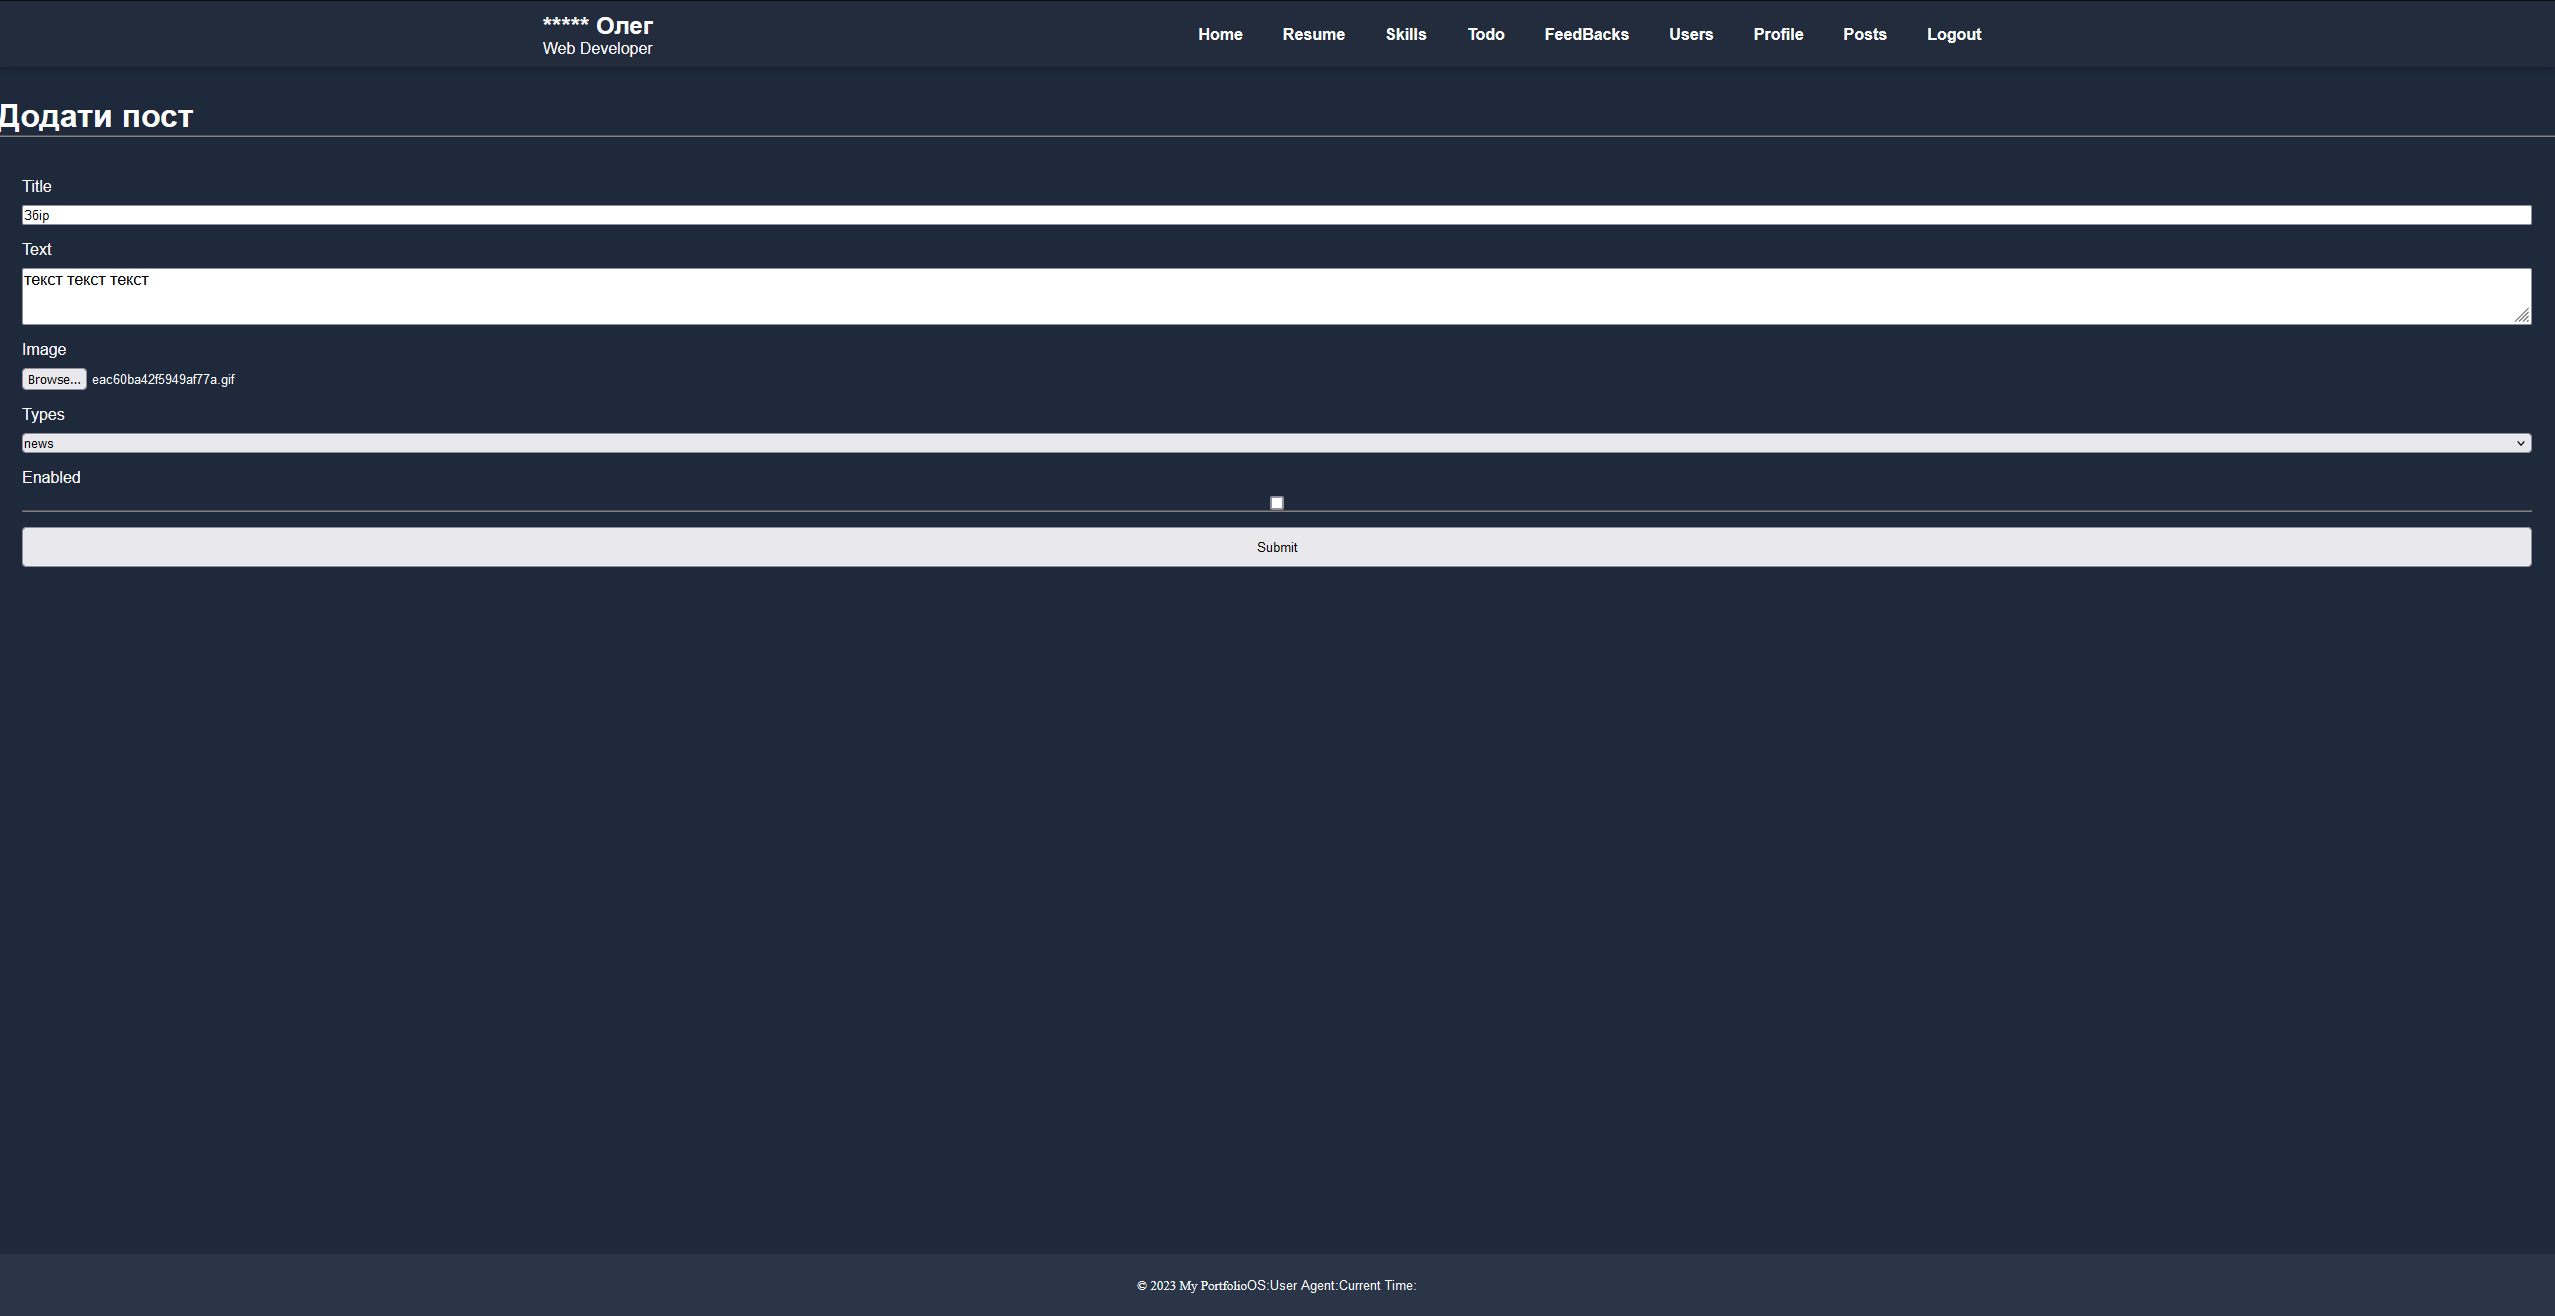 ***** Олег
Web Developer
Home Resume Skills Todo FeedBacks Users Profile Posts Logout
Додати пост
Title
Збір
Text
текст текст текст
Image
Browse... eac60ba42f5949af77a.gif
Types
news
Enabled
Submit
© 2023 My PortfolioOS:User Agent:Current Time: